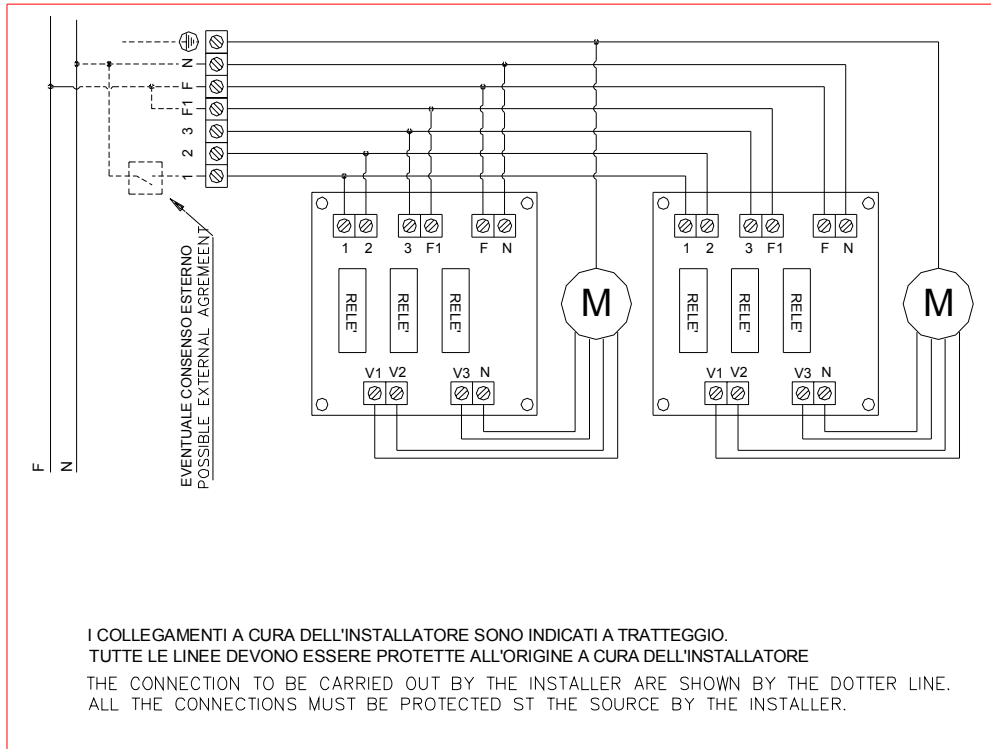 N
F
F1
3
2
1
1 2 3 F1 F N
RELE' RELE' RELE'
V1 V2 V3 N
M
1 2 3 F1 F N
RELE' RELE' RELE'
V1 V2 V3 N
M
F N
EVENTUALE CONSENSO ESTERNO
POSSIBLE EXTERNAL AGREMEENT
I COLLEGAMENTI A CURA DELL'INSTALLATORE SONO INDICATI A TRATTEGGIO.
TUTTE LE LINEE DEVONO ESSERE PROTETTE ALL'ORIGINE A CURA DELL'INSTALLATORE
THE CONNECTION TO BE CARRIED OUT BY THE INSTALLER ARE SHOWN BY THE DOTTER LINE.
ALL THE CONNECTIONS MUST BE PROTECTED ST THE SOURCE BY THE INSTALLER.